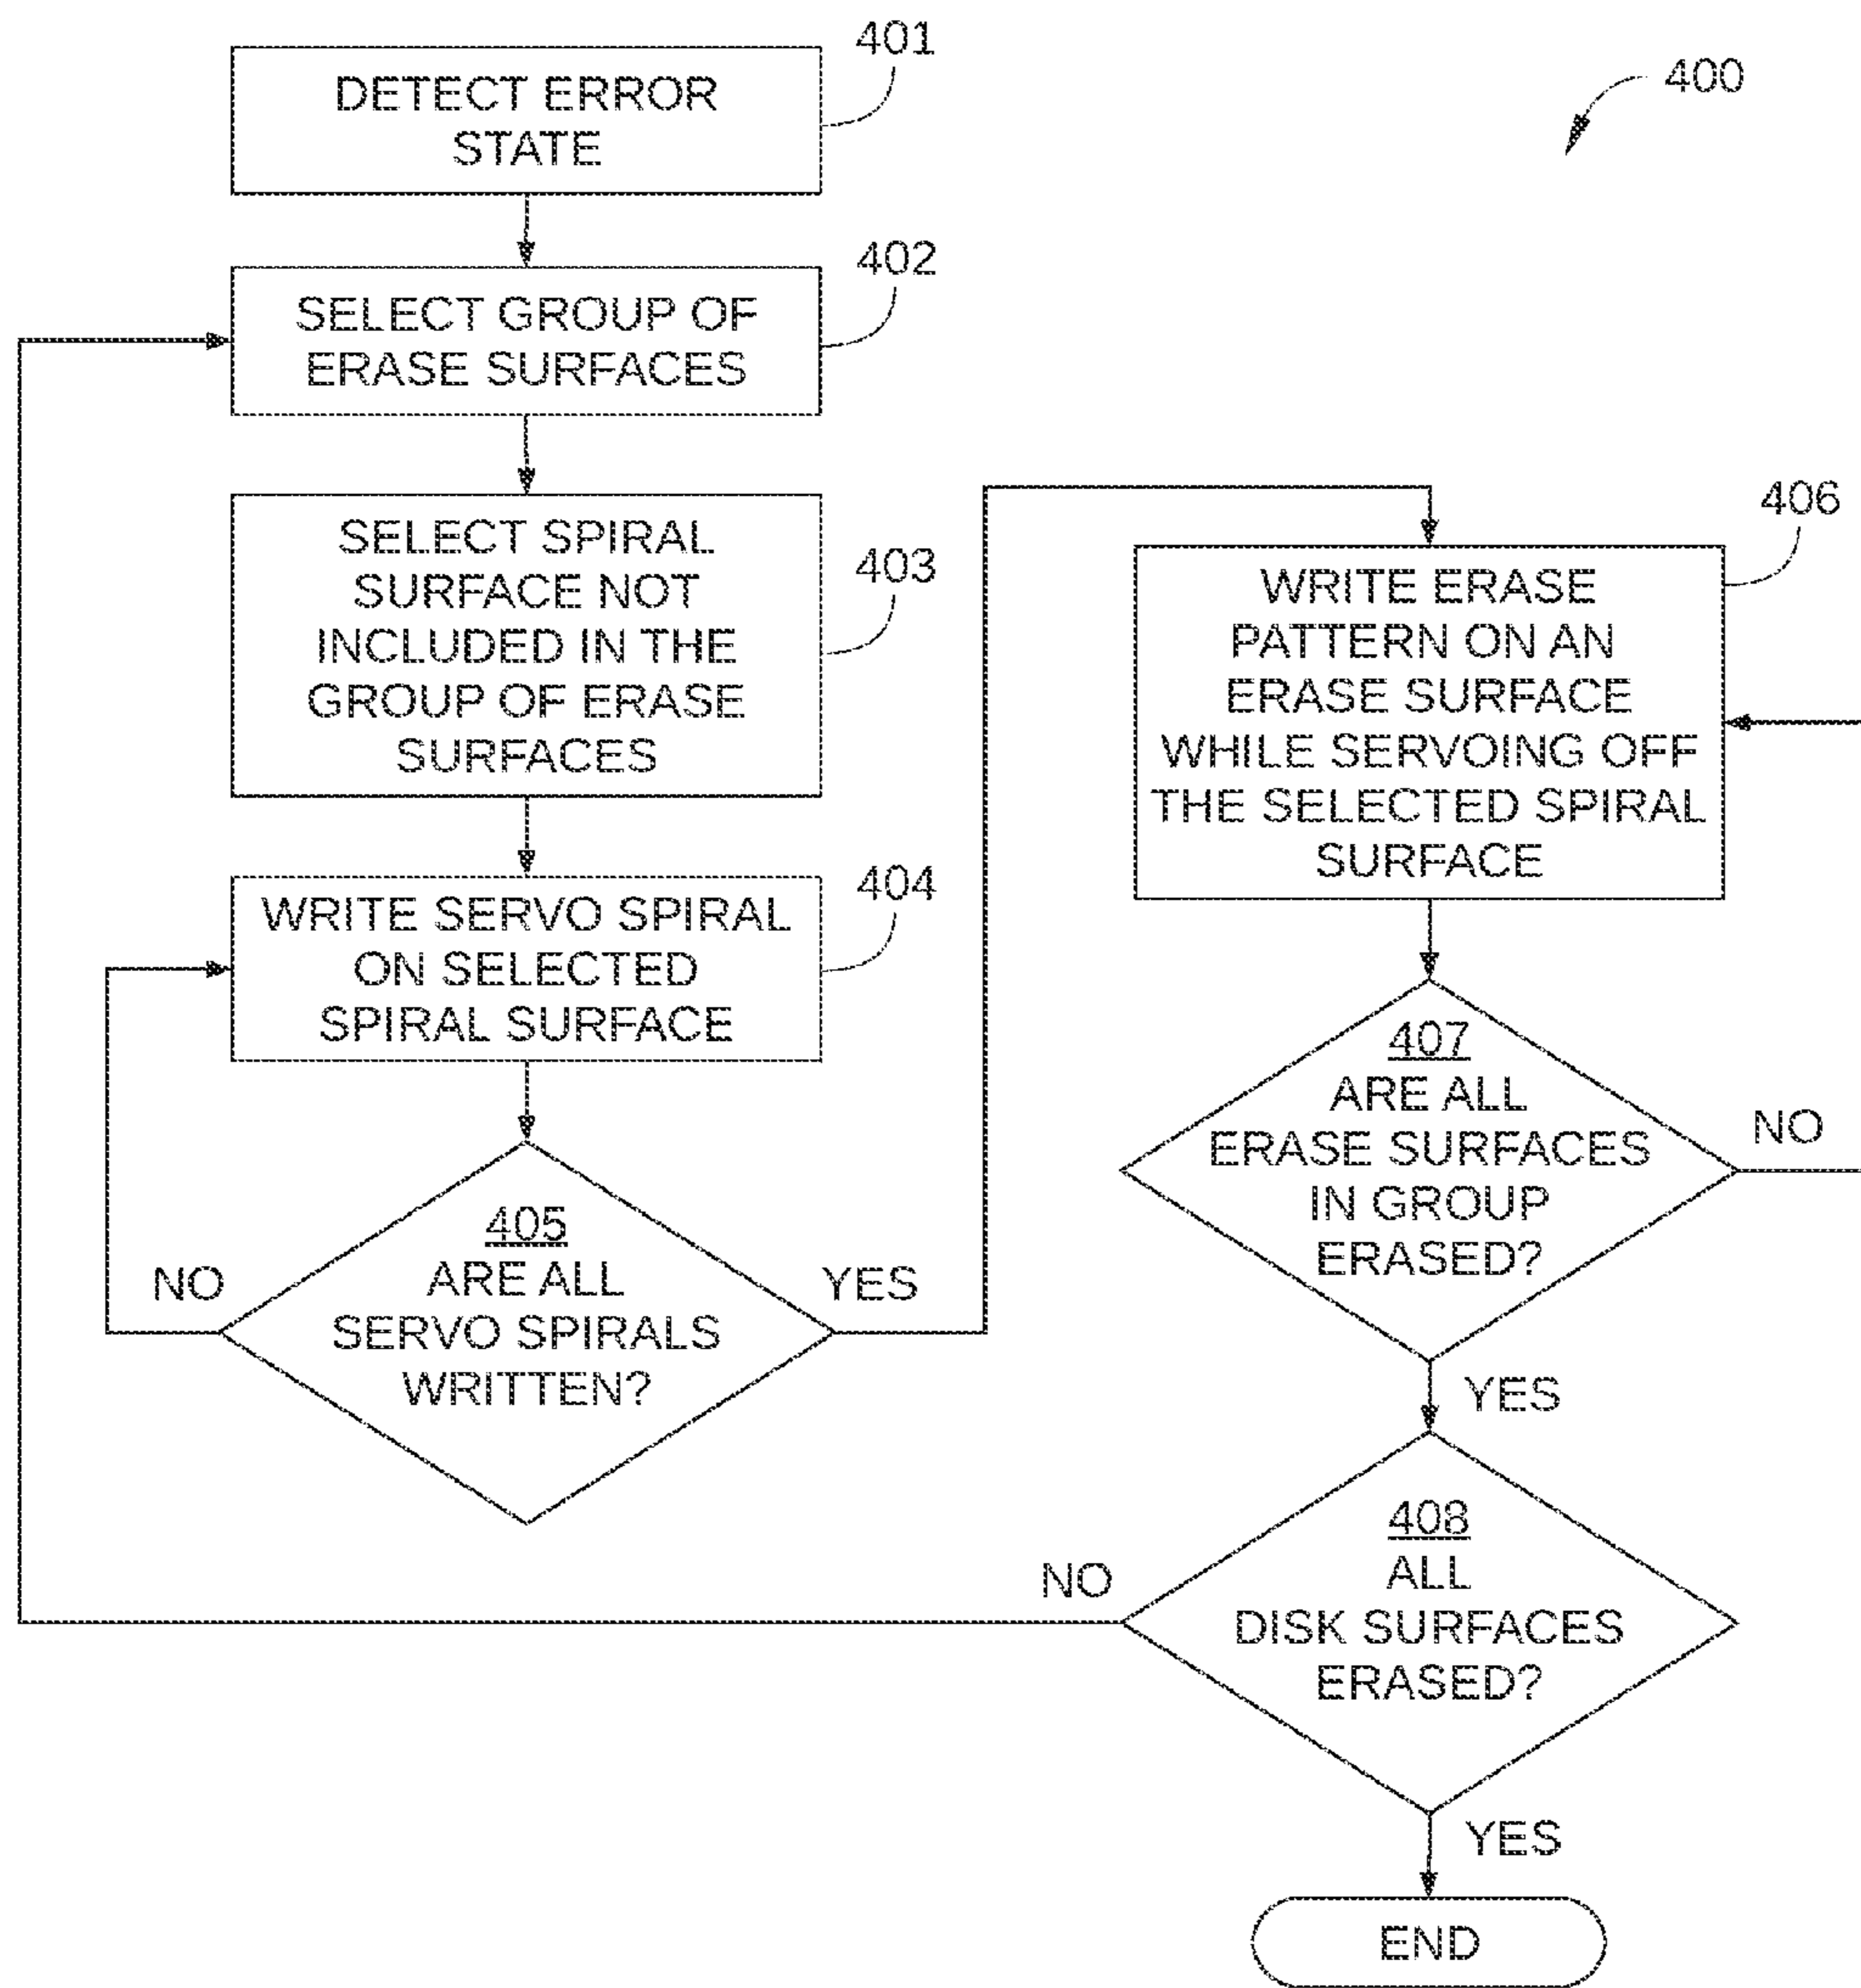 401
DETECT ERROR
STATE
400
402
SELECT GROUP OF
ERASE SURFACES
403
SELECT SPIRAL
SURFACE NOT
INCLUDED IN THE
GROUP OF ERASE
SURFACES
404
WRITE SERVO SPIRAL
ON SELECTED
SPIRAL SURFACE
405
ARE ALL
SERVO SPIRALS
WRITTEN?
NO
YES
406
WRITE ERASE
PATTERN ON AN
ERASE SURFACE
WHILE SERVOING OFF
THE SELECTED SPIRAL
SURFACE
407
ARE ALL
ERASE SURFACES
IN GROUP
ERASED?
NO
YES
408
ALL
DISK SURFACES
ERASED?
NO
YES
END